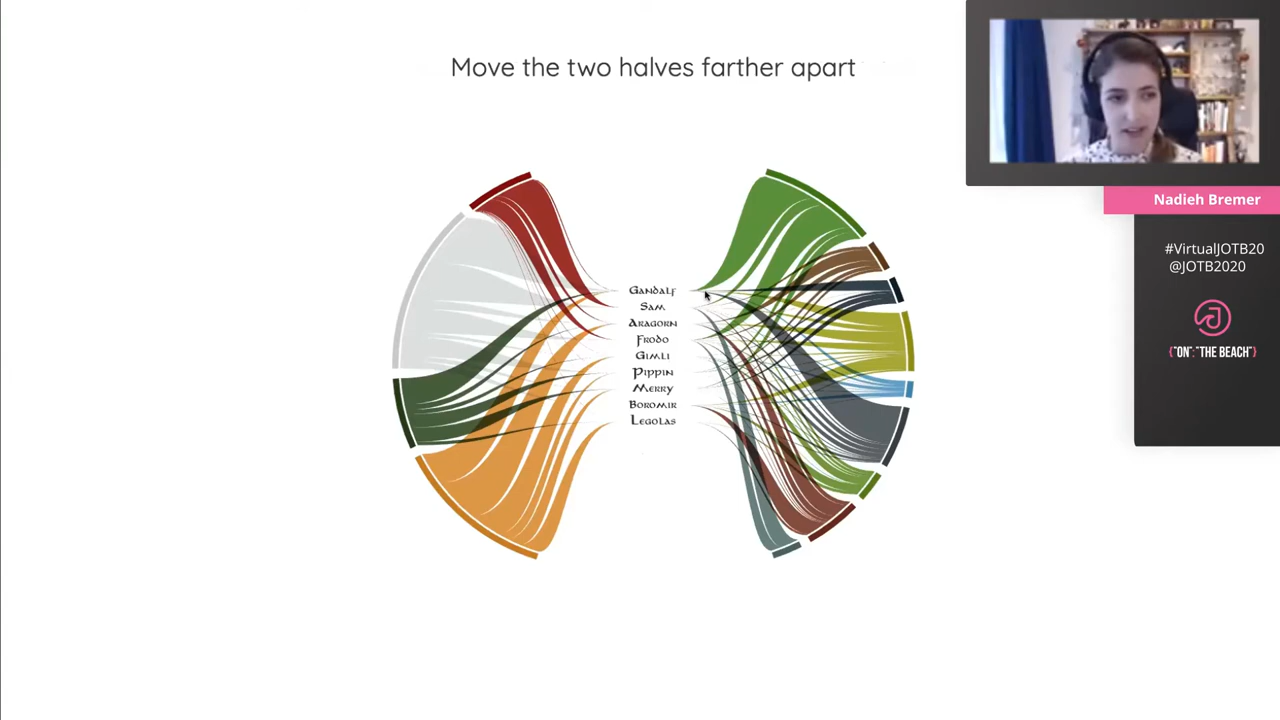 Move the two halves farther apart
Gandalf
Sam
Aragorn
Frodo
Gimli
Pippin
Merry
Boromir
Legolas
Nadieh Bremer
#VirtualJOTB20
@JOTB2020
{"ON":"THE BEACH"}